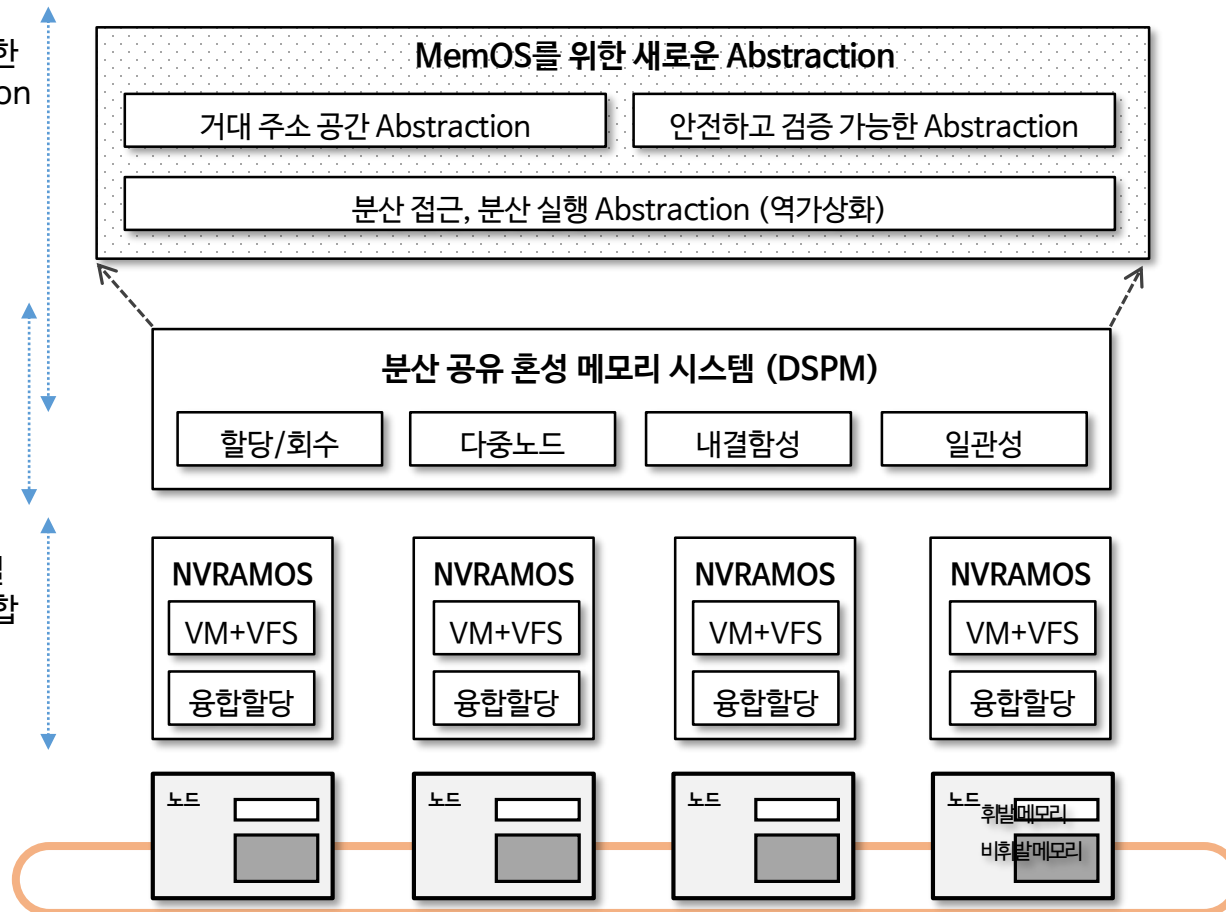 MemOS를 위한 새로운 Abstraction
한
on
거대 주소 공간 Abstraction
안전하고 검증 가능한 Abstraction
분산 접근, 분산 실행 Abstraction (역가상화)
분산 공유 혼성 메모리 시스템 (DSPM)
할당/회수
다중노드
내결함성
일관성
합
NVRAMOS
VM+VFS
융합할당
NVRAMOS
VM+VFS
융합할당
NVRAMOS
VM+VFS
융합할당
NVRAMOS
VM+VFS
융합할당
노드
노드
노드
노드
휘발메모리
비휘발메모리